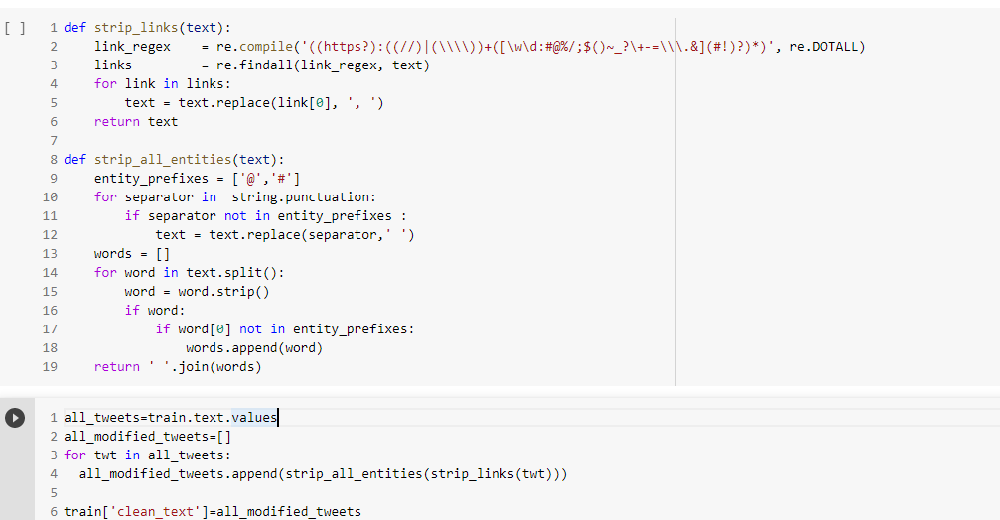 [ ] 1 def strip_links(text):
2     link_regex    = re.compile('((https?):((//)|(\\\\))+([\w\d:#@%/;$()~_?\+-=\\\.&](#!)?)*)', re.DOTALL)
3     links         = re.findall(link_regex, text)
4     for link in links:
5         text = text.replace(link[0], ', ')
6     return text
7
8 def strip_all_entities(text):
9     entity_prefixes = ['@','#']
10     for separator in  string.punctuation:
11         if separator not in entity_prefixes :
12             text = text.replace(separator,' ')
13     words = []
14     for word in text.split():
15         word = word.strip()
16         if word:
17             if word[0] not in entity_prefixes:
18                 words.append(word)
19     return ' '.join(words)
1 all_tweets=train.text.values
2 all_modified_tweets=[]
3 for twt in all_tweets:
4   all_modified_tweets.append(strip_all_entities(strip_links(twt)))
5
6 train['clean_text']=all_modified_tweets